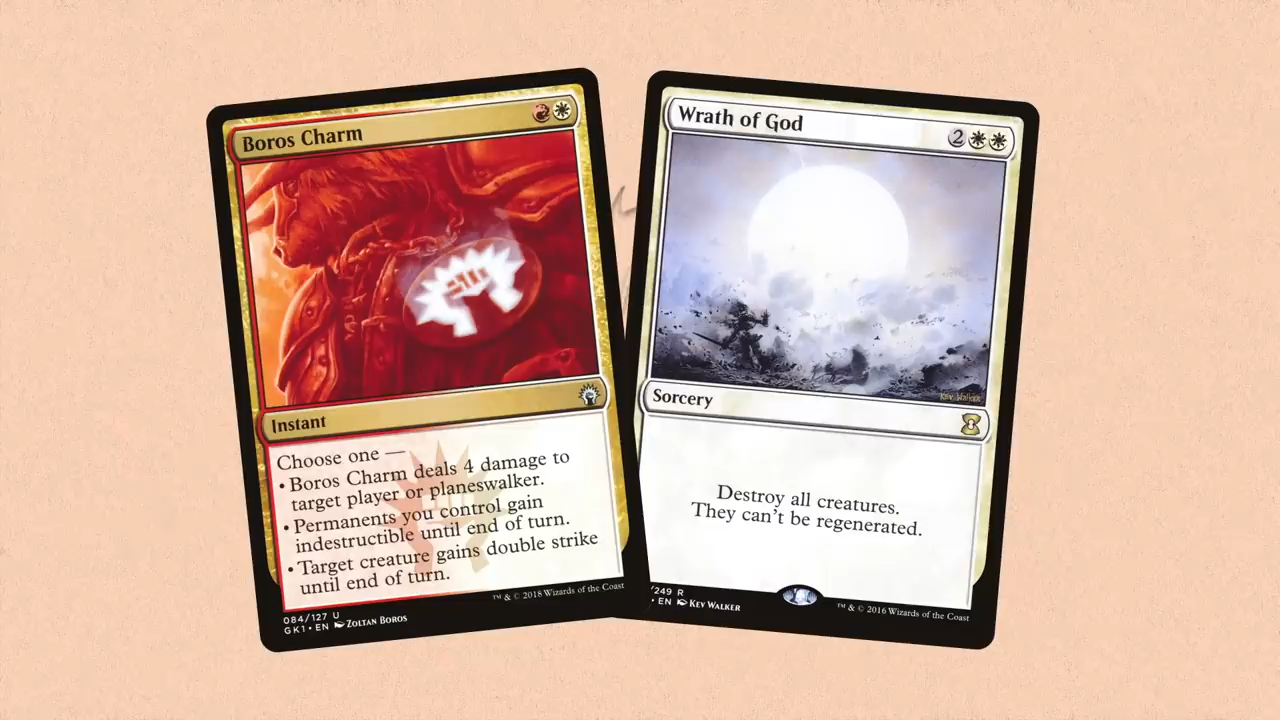 Boros Charm
Instant
Choose one —
• Boros Charm deals 4 damage to
target player or planeswalker.
• Permanents you control gain
indestructible until end of turn.
• Target creature gains double strike
until end of turn.
™ & © 2018 Wizards of the Coast
084/127 U
GK1 • EN Zoltan Boros
Wrath of God
2
Kev Walker
Sorcery
Destroy all creatures.
They can't be regenerated.
/249 R
• EN Kev Walker
™ & © 2016 Wizards of the Coast